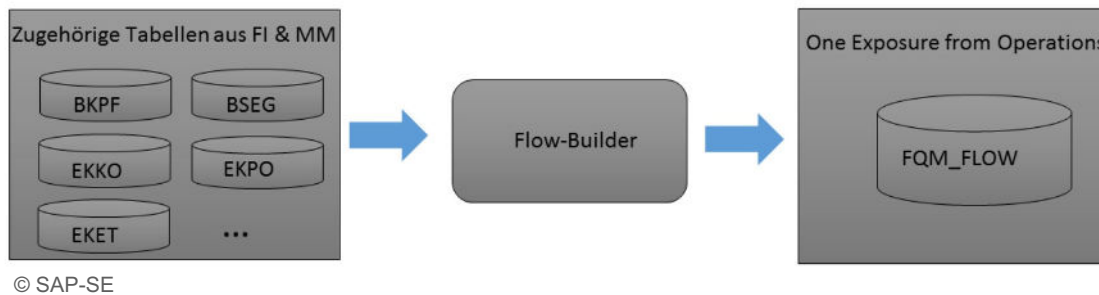 Zugehörige Tabellen aus FI & MM
BKPF
BSEG
EKKO
EKPO
EKET
...
Flow-Builder
One Exposure from Operations
FQM_FLOW
© SAP-SE